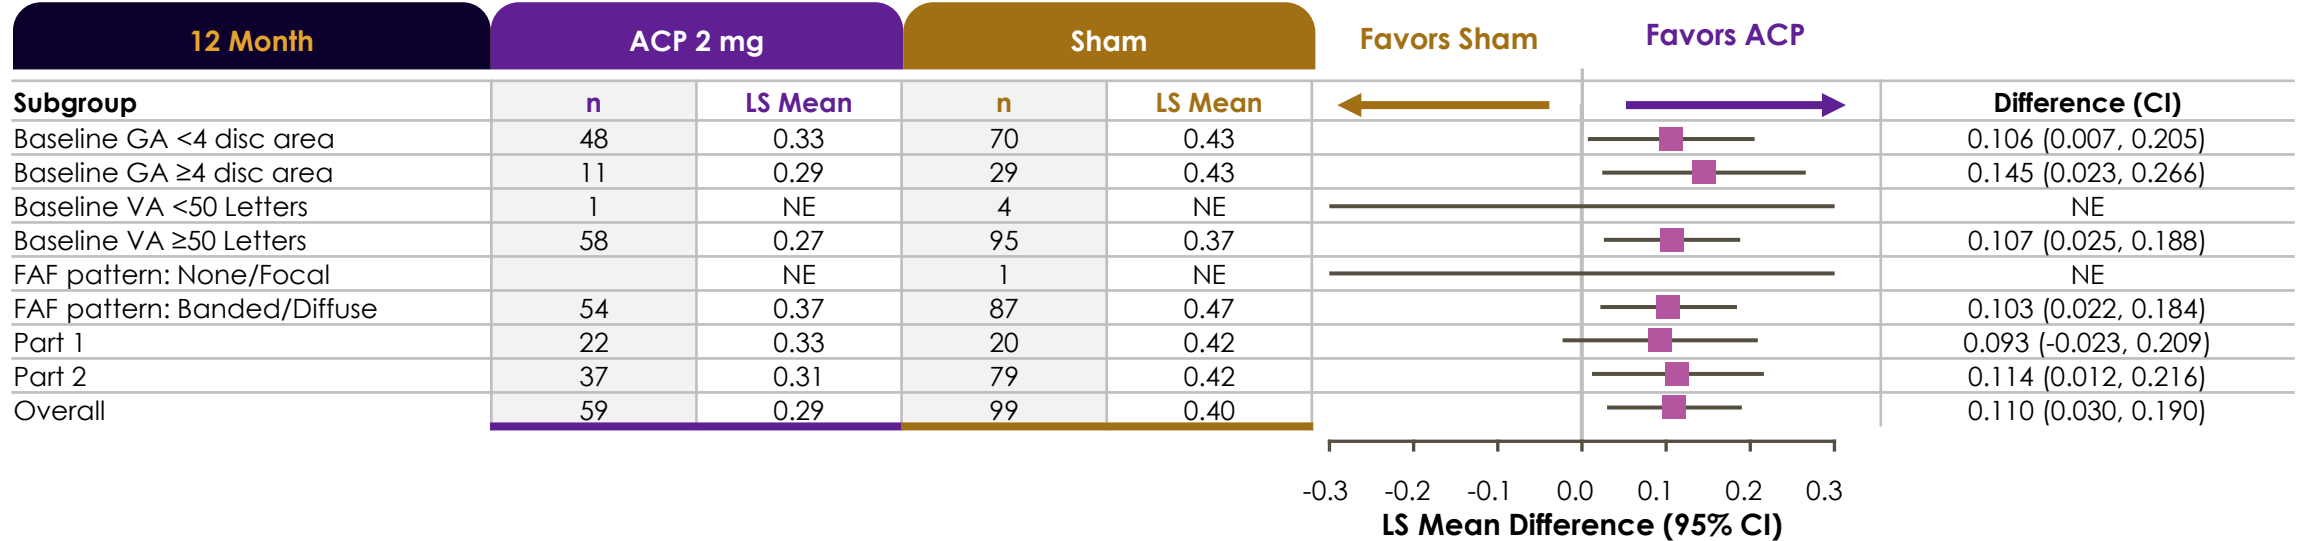 12 Month ACP 2 mg Sham Favors Sham Favors ACP
Subgroup n LS Mean n LS Mean Difference (CI)
Baseline GA <4 disc area 48 0.33 70 0.43 0.106 (0.007, 0.205)
Baseline GA ≥4 disc area 11 0.29 29 0.43 0.145 (0.023, 0.266)
Baseline VA <50 Letters 1 NE 4 NE NE
Baseline VA ≥50 Letters 58 0.27 95 0.37 0.107 (0.025, 0.188)
FAF pattern: None/Focal NE 1 NE NE
FAF pattern: Banded/Diffuse 54 0.37 87 0.47 0.103 (0.022, 0.184)
Part 1 22 0.33 20 0.42 0.093 (-0.023, 0.209)
Part 2 37 0.31 79 0.42 0.114 (0.012, 0.216)
Overall 59 0.29 99 0.40 0.110 (0.030, 0.190)
-0.3 -0.2 -0.1 0.0 0.1 0.2 0.3
LS Mean Difference (95% CI)